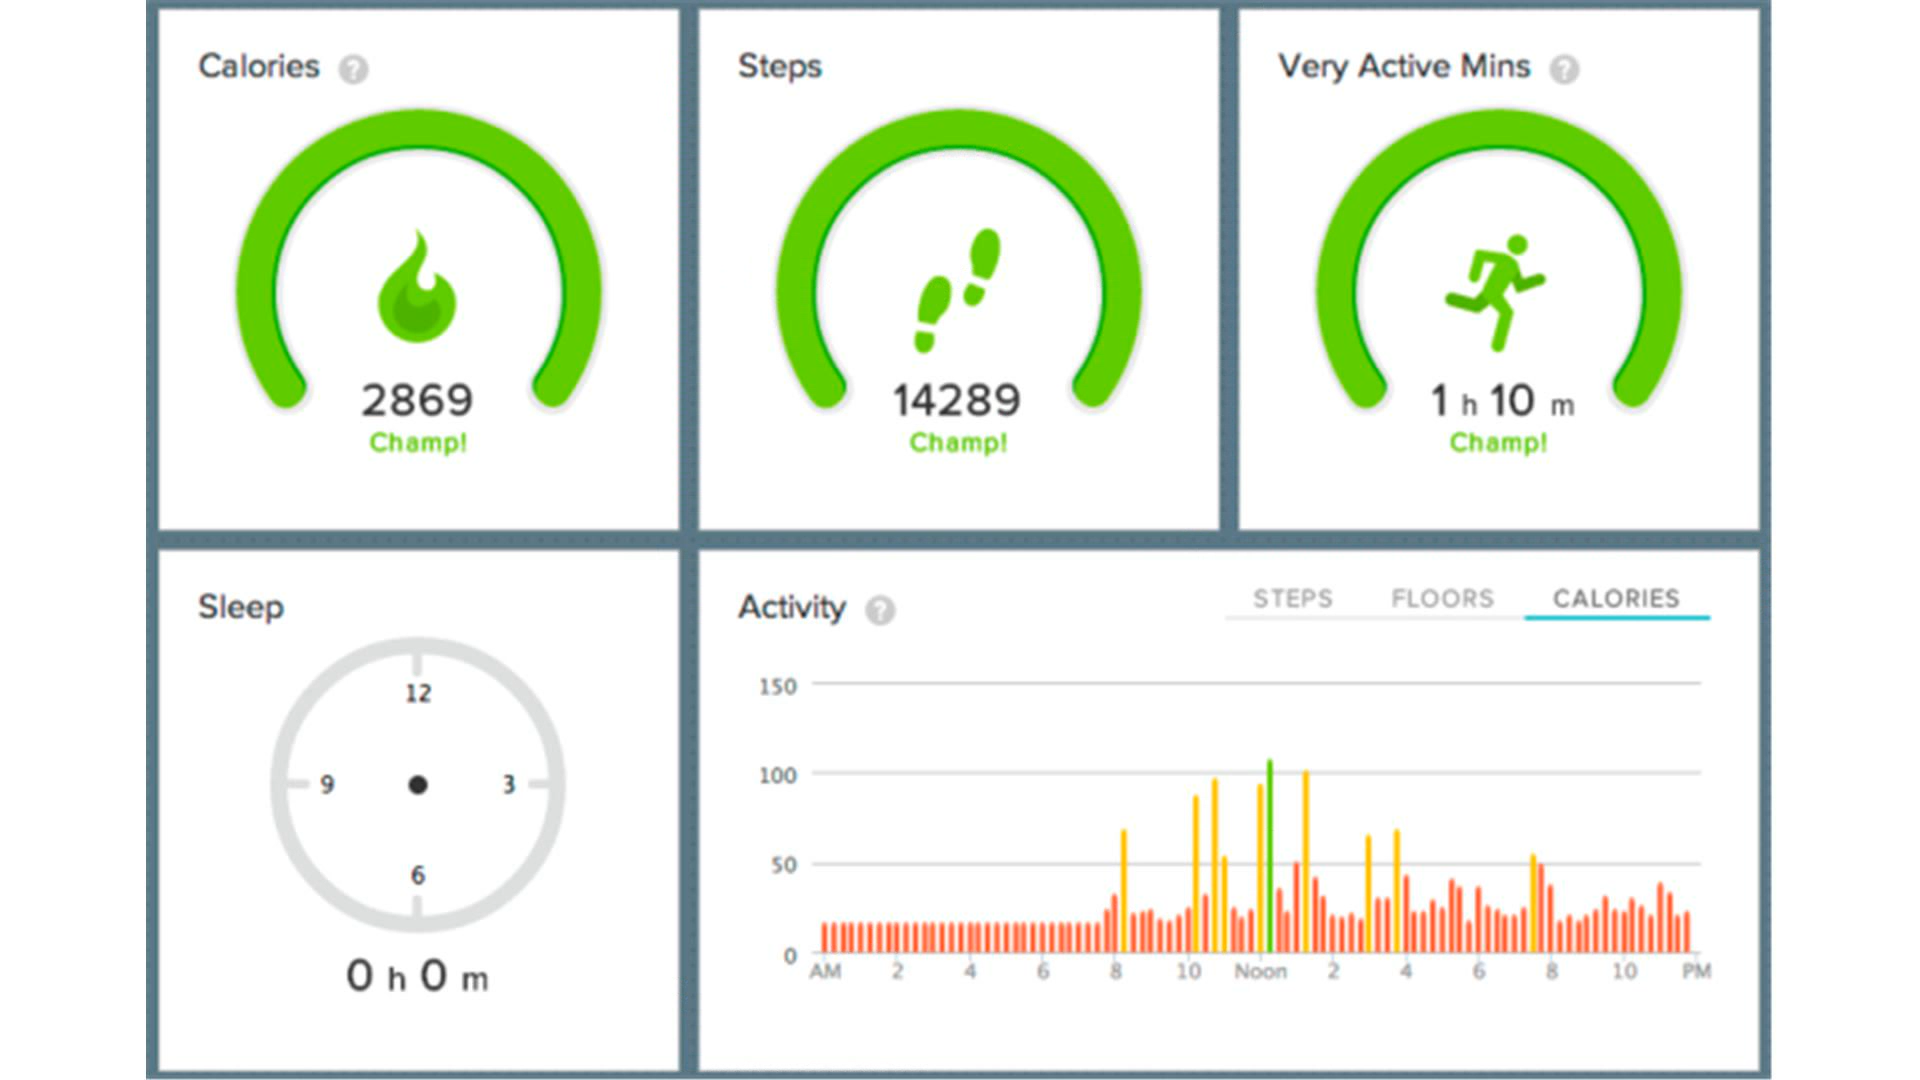 Calories ?
2869
Champ!
Steps
14289
Champ!
Very Active Mins ?
1 h 10 m
Champ!
Sleep
12
9 3
6
0 h 0 m
Activity ?
STEPS FLOORS CALORIES
150
100
50
0
AM 2 4 6 8 10 Noon 2 4 6 8 10 PM